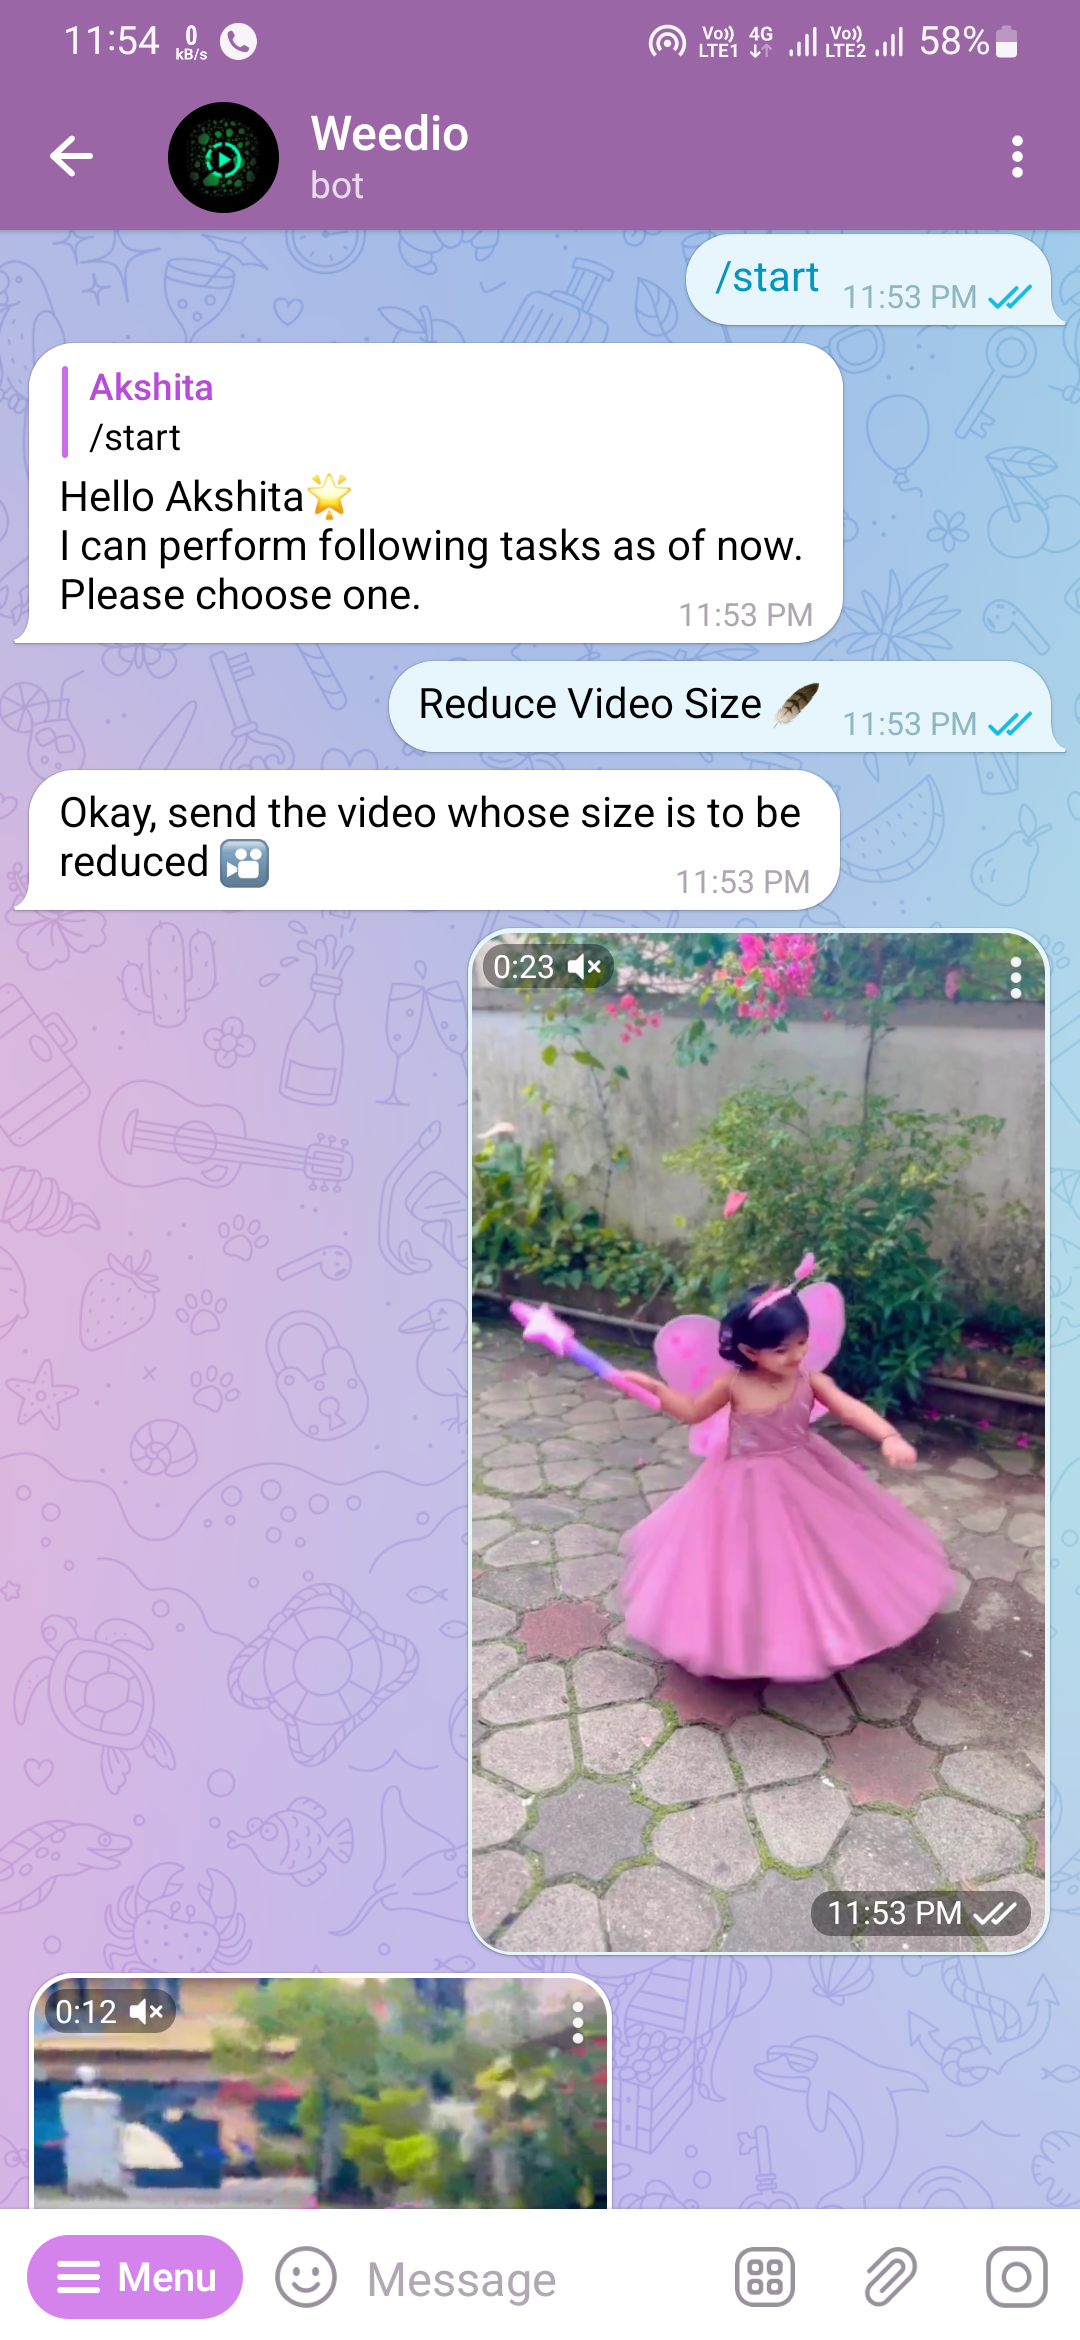 11:54 0 kB/s Vo)) LTE1 4G Vo)) LTE2 58%
Weedio
bot
/start 11:53 PM
Akshita
/start
Hello Akshita🌟
I can perform following tasks as of now.
Please choose one. 11:53 PM
Reduce Video Size 🪶 11:53 PM
Okay, send the video whose size is to be
reduced 🎦 11:53 PM
0:23
11:53 PM
0:12
Menu Message